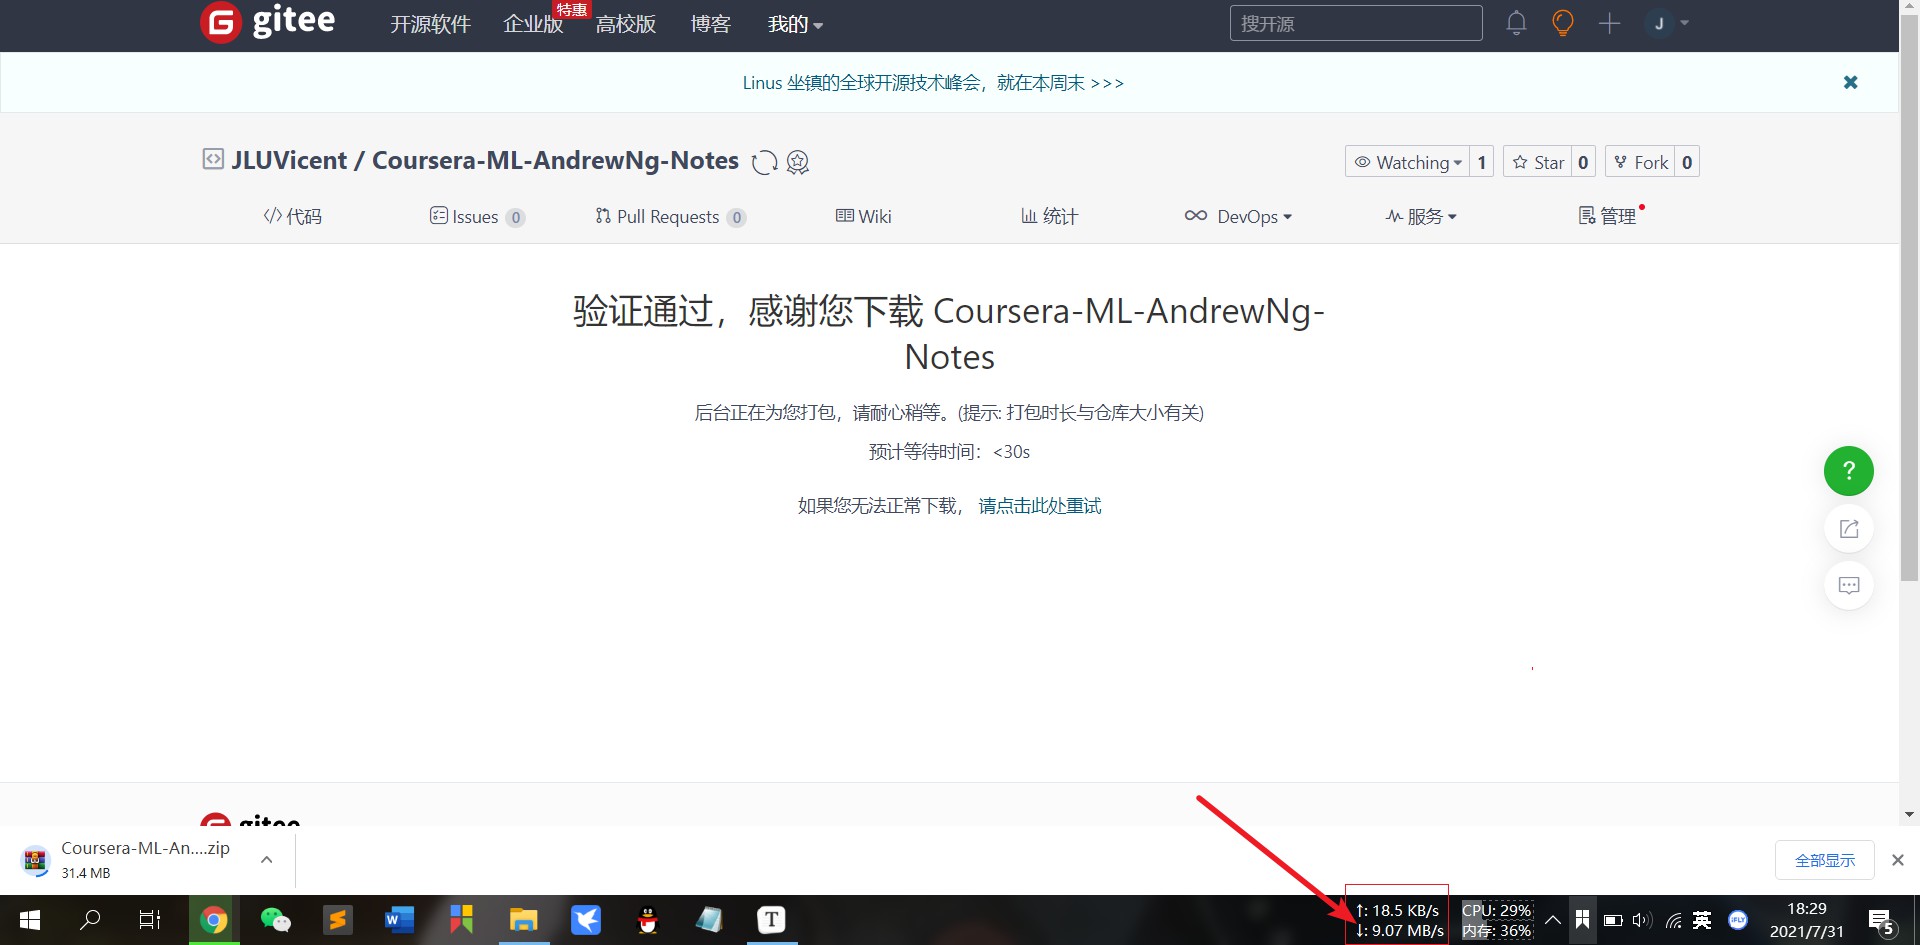 gitee
开源软件 企业版 特惠 高校版 博客 我的
搜开源
J
Linus 坐镇的全球开源技术峰会，就在本周末 >>>
JLUVicent / Coursera-ML-AndrewNg-Notes
Watching 1 Star 0 Fork 0
代码 Issues 0 Pull Requests 0 Wiki 统计 DevOps 服务 管理
验证通过，感谢您下载 Coursera-ML-AndrewNg-
Notes
后台正在为您打包，请耐心稍等。(提示: 打包时长与仓库大小有关)
预计等待时间：<30s
如果您无法正常下载， 请点击此处重试
?
Coursera-ML-An....zip
31.4 MB
全部显示
↑: 18.5 KB/s
↓: 9.07 MB/s
CPU: 29%
内存: 36%
英
iFLY
18:29
2021/7/31
5